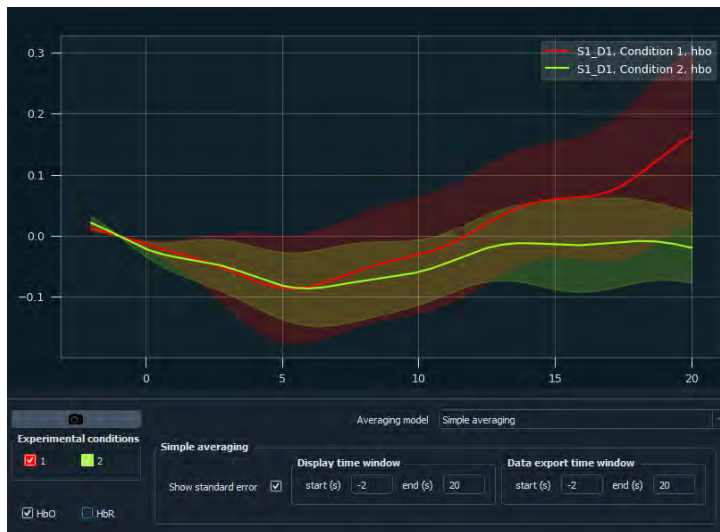 0.3
S1_D1, Condition 1, hbo
S1_D1, Condition 2, hbo
0.2
0.1
0.0
−0.1
0
5
10
15
20
Averaging model
Simple averaging
Experimental conditions
1
2
Simple averaging
Show standard error
Display time window
start (s)
-2
end (s)
20
Data export time window
start (s)
-2
end (s)
20
HbO
HbR